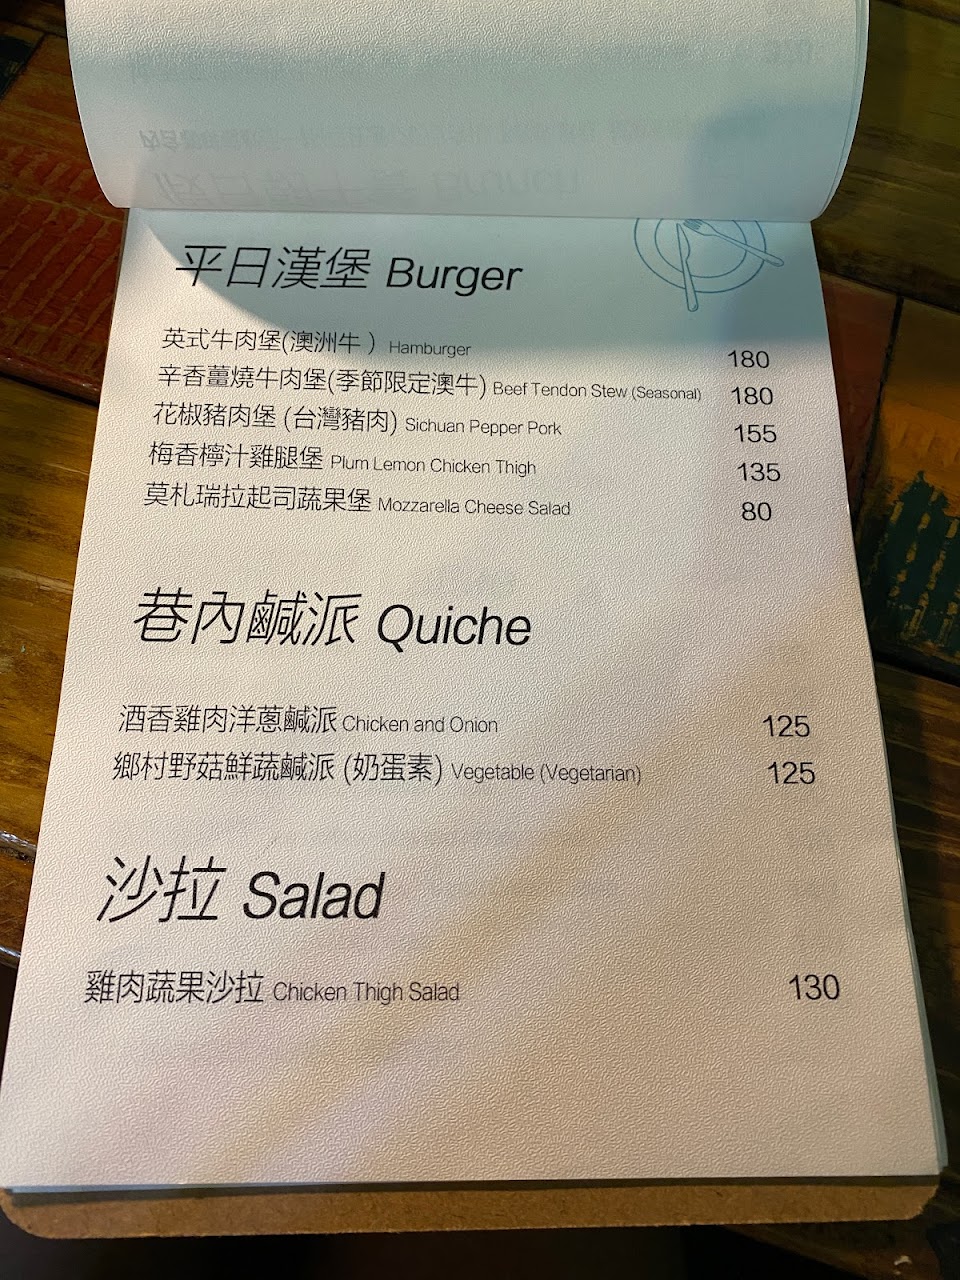 平日漢堡 Burger
英式牛肉堡(澳洲牛 ) Hamburger 180
辛香薑燒牛肉堡(季節限定澳牛) Beef Tendon Stew (Seasonal) 180
花椒豬肉堡 (台灣豬肉) Sichuan Pepper Pork 155
梅香檸汁雞腿堡 Plum Lemon Chicken Thigh 135
莫札瑞拉起司蔬果堡 Mozzarella Cheese Salad 80
巷內鹹派 Quiche
酒香雞肉洋蔥鹹派 Chicken and Onion 125
鄉村野菇鮮蔬鹹派 (奶蛋素) Vegetable (Vegetarian) 125
沙拉 Salad
雞肉蔬果沙拉 Chicken Thigh Salad 130